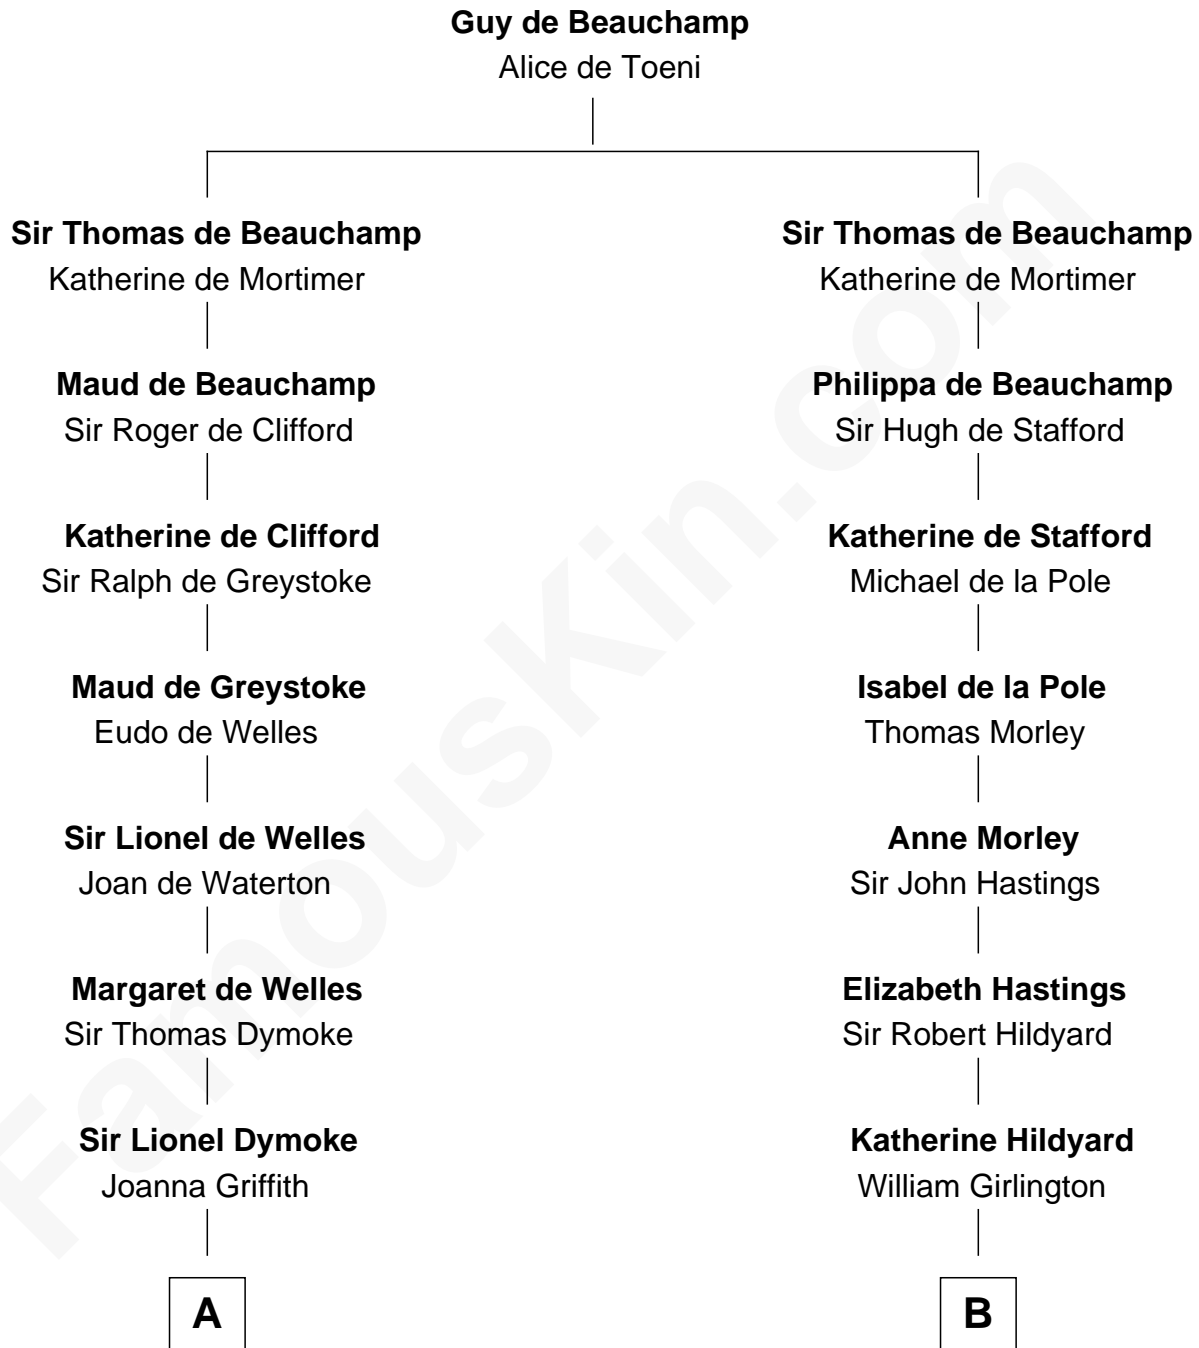 Guy de Beauchamp
Alice de Toeni
Sir Thomas de Beauchamp
Katherine de Mortimer
Sir Thomas de Beauchamp
Katherine de Mortimer
Maud de Beauchamp
Sir Roger de Clifford
Philippa de Beauchamp
Sir Hugh de Stafford
Katherine de Clifford
Sir Ralph de Greystoke
Katherine de Stafford
Michael de la Pole
Maud de Greystoke
Eudo de Welles
Isabel de la Pole
Thomas Morley
Sir Lionel de Welles
Joan de Waterton
Anne Morley
Sir John Hastings
Margaret de Welles
Sir Thomas Dymoke
Elizabeth Hastings
Sir Robert Hildyard
Sir Lionel Dymoke
Joanna Griffith
Katherine Hildyard
William Girlington
A
B
FamousKin.com